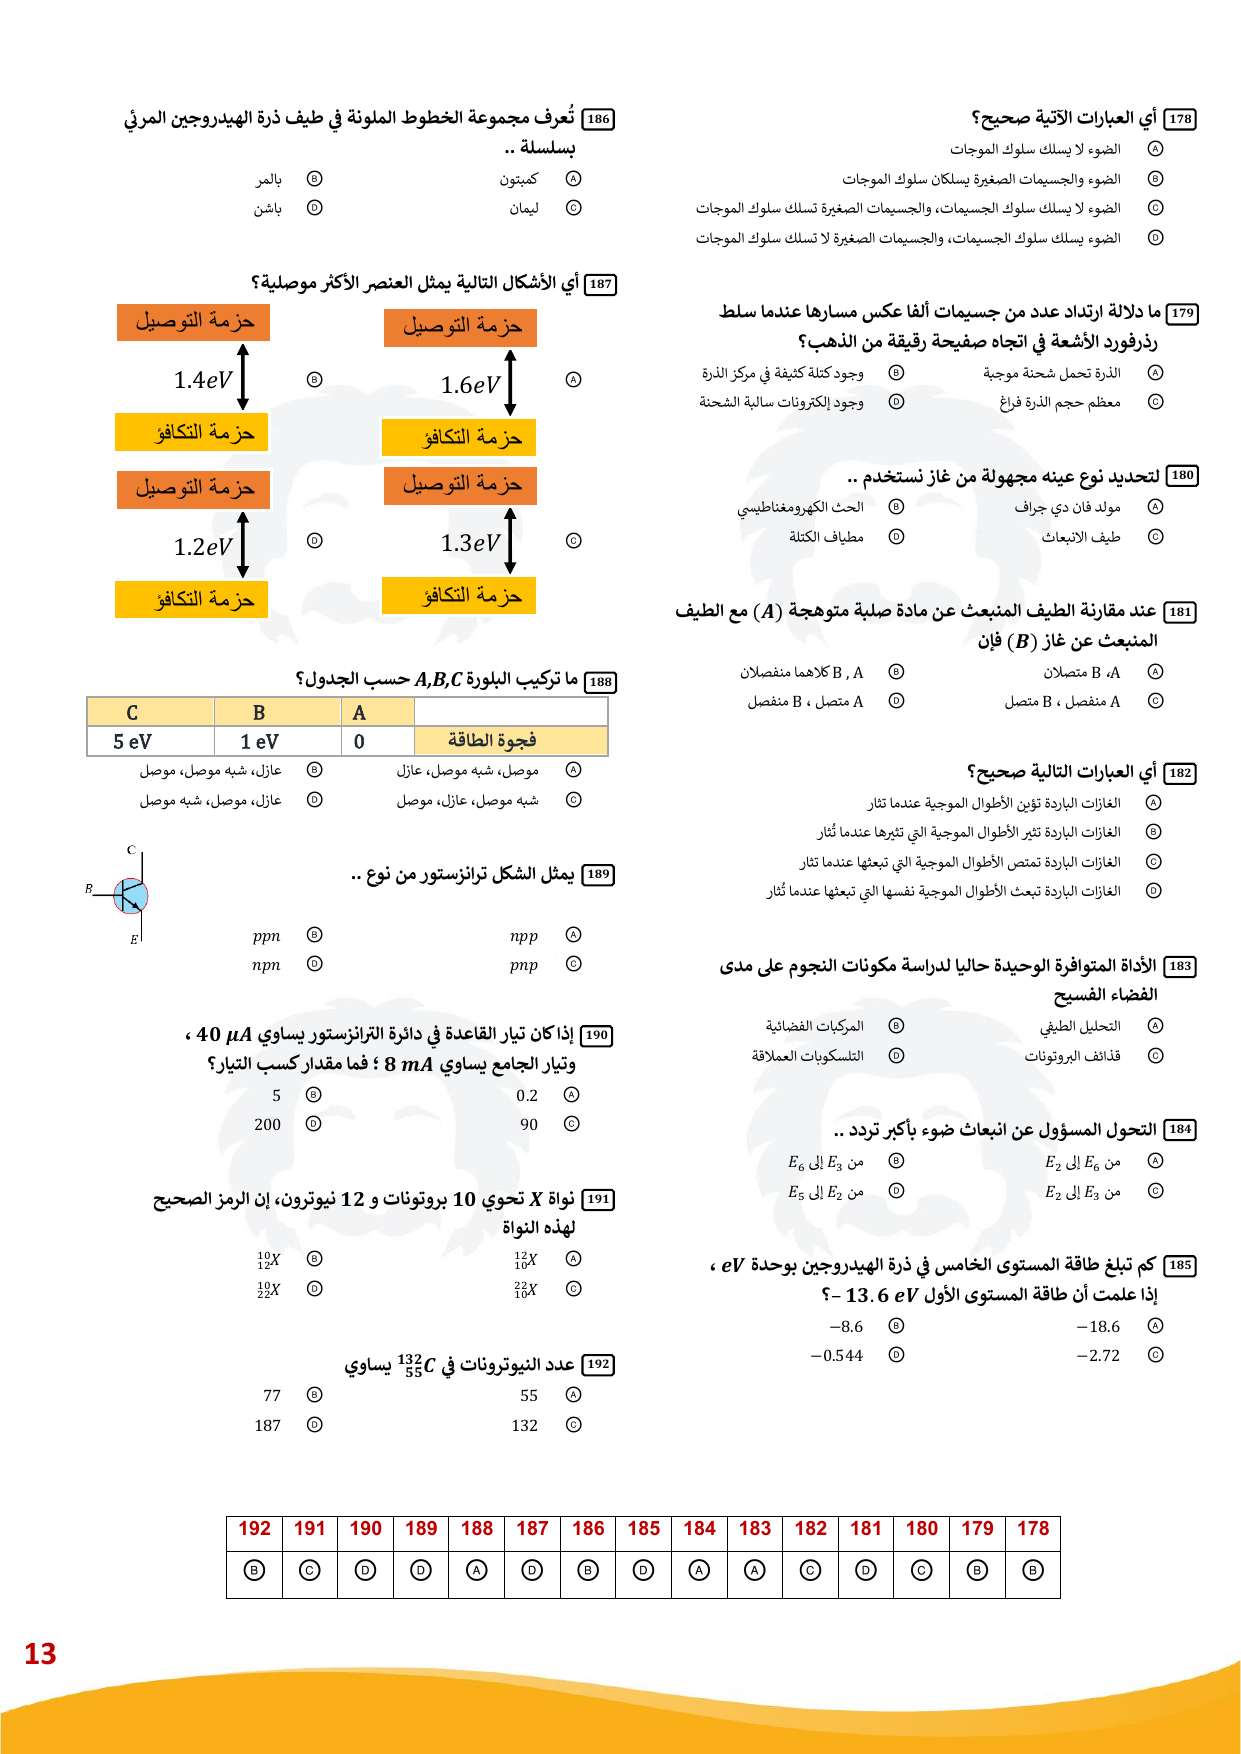 178 أي العبارات الآتية صحيح؟
A الضوء لا يسلك سلوك الموجات
B الضوء والجسيمات الصغيرة يسلكان سلوك الموجات
C الضوء لا يسلك سلوك الجسيمات، والجسيمات الصغيرة تسلك سلوك الموجات
D الضوء يسلك سلوك الجسيمات، والجسيمات الصغيرة لا تسلك سلوك الموجات
179 ما دلالة ارتداد عدد من جسيمات ألفا عكس مسارها عندما سلط
رذرفورد الأشعة في اتجاه صفيحة رقيقة من الذهب؟
A الذرة تحمل شحنة موجبة B وجود كتلة كثيفة في مركز الذرة
C معظم حجم الذرة فراغ D وجود إلكترونات سالبة الشحنة
180 لتحديد نوع عينه مجهولة من غاز نستخدم ..
A مولد فان دي جراف B الحث الكهرومغناطيسي
C طيف الانبعاث D مطياف الكتلة
181 عند مقارنة الطيف المنبعث عن مادة صلبة متوهجة (A) مع الطيف
المنبعث عن غاز (B) فإن
A A، B متصلان B B , A كلاهما منفصلان
C A منفصل ، B متصل D A متصل ، B منفصل
182 أي العبارات التالية صحيح؟
A الغازات الباردة تؤين الأطوال الموجية عندما تثار
B الغازات الباردة تثير الأطوال الموجية التي تثيرها عندما تُثار
C الغازات الباردة تمتص الأطوال الموجية التي تبعثها عندما تثار
D الغازات الباردة تبعث الأطوال الموجية نفسها التي تبعثها عندما تُثار
183 الأداة المتوافرة الوحيدة حاليا لدراسة مكونات النجوم على مدى
الفضاء الفسيح
A التحليل الطيفي B المركبات الفضائية
C قذائف البروتونات D التلسكوبات العملاقة
184 التحول المسؤول عن انبعاث ضوء بأكبر تردد ..
A من E₆ إلى E₂ B من E₃ إلى E₆
C من E₃ إلى E₂ D من E₂ إلى E₅
185 كم تبلغ طاقة المستوى الخامس في ذرة الهيدروجين بوحدة eV ،
إذا علمت أن طاقة المستوى الأول 13.6 eV–؟
A −18.6 B −8.6
C −2.72 D −0.544
186 تُعرف مجموعة الخطوط الملونة في طيف ذرة الهيدروجين المرئي
بسلسلة ..
A كمبتون B بالمر
C ليمان D باشن
187 أي الأشكال التالية يمثل العنصر الأكثر موصلية؟
حزمة التوصيل حزمة التوصيل
A 1.6eV B 1.4eV
حزمة التكافؤ حزمة التكافؤ
حزمة التوصيل حزمة التوصيل
C 1.3eV D 1.2eV
حزمة التكافؤ حزمة التكافؤ
188 ما تركيب البلورة A,B,C حسب الجدول؟
A B C
فجوة الطاقة 0 1 eV 5 eV
A موصل، شبه موصل، عازل B عازل، شبه موصل، موصل
C شبه موصل، عازل، موصل D عازل، موصل، شبه موصل
189 يمثل الشكل ترانزستور من نوع ..
C
B
E
A npp B ppn
C pnp D npn
190 إذا كان تيار القاعدة في دائرة الترانزستور يساوي 40 μA ،
وتيار الجامع يساوي 8 mA ؛ فما مقدار كسب التيار؟
A 0.2 B 5
C 90 D 200
191 نواة X تحوي 10 بروتونات و 12 نيوترون، إن الرمز الصحيح
لهذه النواة
A ¹²₁₀X B ¹⁰₁₂X
C ²²₁₀X D ¹⁰₂₂X
192 عدد النيوترونات في ¹³²₅₅C يساوي
A 55 B 77
C 132 D 187
192 191 190 189 188 187 186 185 184 183 182 181 180 179 178
B C D D A D B D A A C D C B B
13